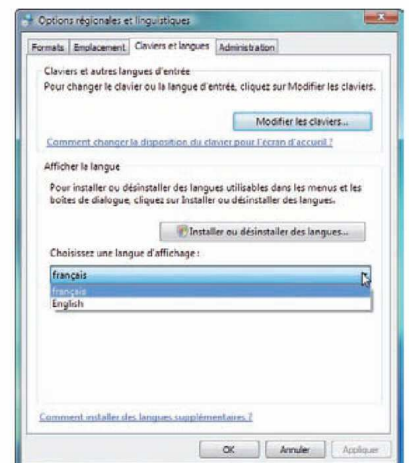 Options régionales et linguistiques
Formats Emplacement Claviers et langues Administration
Claviers et autres langues d'entrée
Pour changer le clavier ou la langue d'entrée, cliquez sur Modifier les claviers.
Modifier les claviers...
Comment changer la disposition du clavier pour l'écran d'accueil ?
Afficher la langue
Pour installer ou désinstaller des langues utilisables dans les menus et les
boîtes de dialogue, cliquez sur Installer ou désinstaller des langues.
Installer ou désinstaller des langues...
Choisissez une langue d'affichage :
français
français
English
Comment installer des langues supplémentaires ?
OK Annuler Appliquer